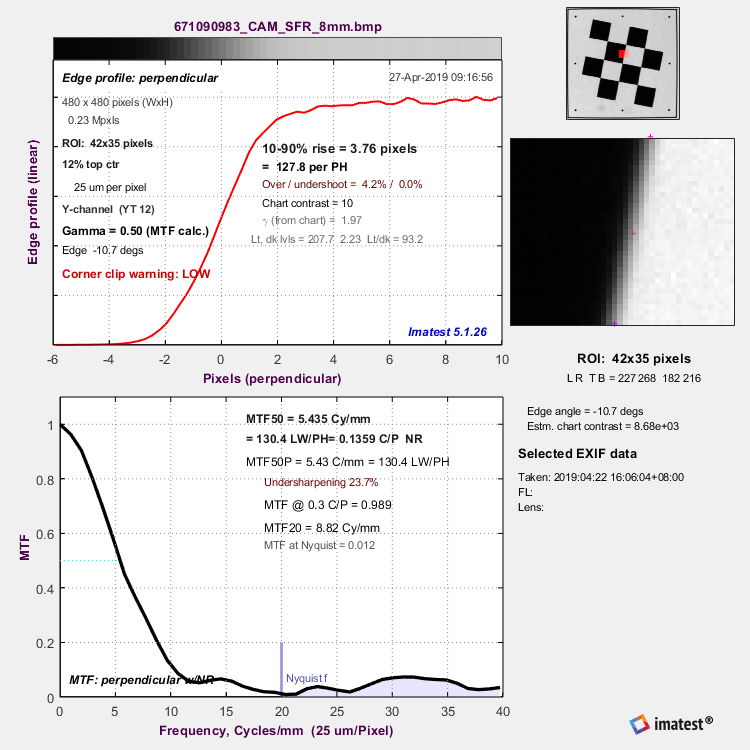 671090983_CAM_SFR_8mm.bmp
Edge profile: perpendicular
27-Apr-2019 09:16:56
480 x 480 pixels (WxH)
0.23 Mpxls
ROI: 42x35 pixels
12% top ctr
25 um per pixel
Y-channel (YT 12)
Gamma = 0.50 (MTF calc.)
Edge -10.7 degs
Corner clip warning: LOW
10-90% rise = 3.76 pixels
= 127.8 per PH
Over / undershoot = 4.2% / 0.0%
Chart contrast = 10
γ (from chart) = 1.97
Lt, dk lvls = 207.7 2.23 Lt/dk = 93.2
Imatest 5.1.26
Edge profile (linear)
-6 -4 -2 0 2 4 6 8 10
Pixels (perpendicular)
ROI: 42x35 pixels
L R T B = 227 268 182 216
Edge angle = -10.7 degs
Estm. chart contrast = 8.68e+03
Selected EXIF data
Taken: 2019:04:22 16:06:04+08:00
FL:
Lens:
MTF50 = 5.435 Cy/mm
= 130.4 LW/PH= 0.1359 C/P NR
MTF50P = 5.43 C/mm = 130.4 LW/PH
Undersharpening 23.7%
MTF @ 0.3 C/P = 0.989
MTF20 = 8.82 Cy/mm
MTF at Nyquist = 0.012
MTF
1
0.8
0.6
0.4
0.2
0
MTF: perpendicular w/NR
Nyquist f
0 5 10 15 20 25 30 35 40
Frequency, Cycles/mm (25 um/Pixel)
imatest®